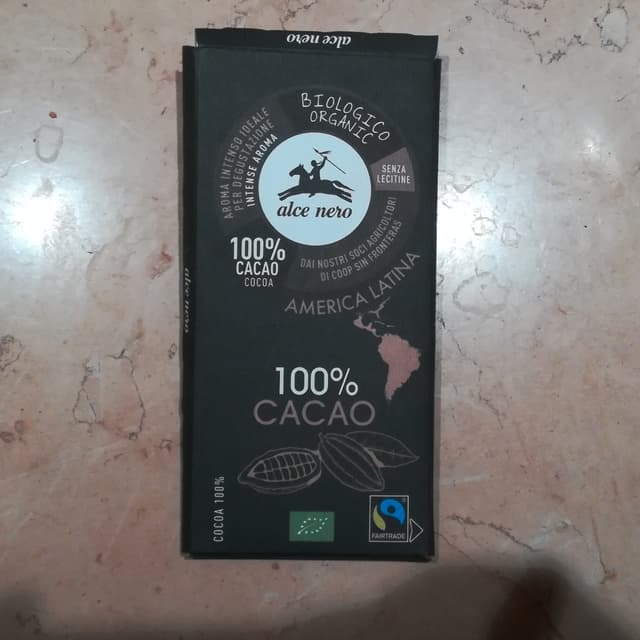 alce nero
BIOLOGICO
ORGANIC
AROMA INTENSO IDEALE
PER DEGUSTAZIONE
INTENSE AROMA
SENZA
LECITINE
alce nero
100%
CACAO
COCOA
DAI NOSTRI SOCI AGRICOLTORI
DI COOP SIN FRONTERAS
AMERICA LATINA
alce nero
100%
CACAO
COCOA 100%
FAIRTRADE